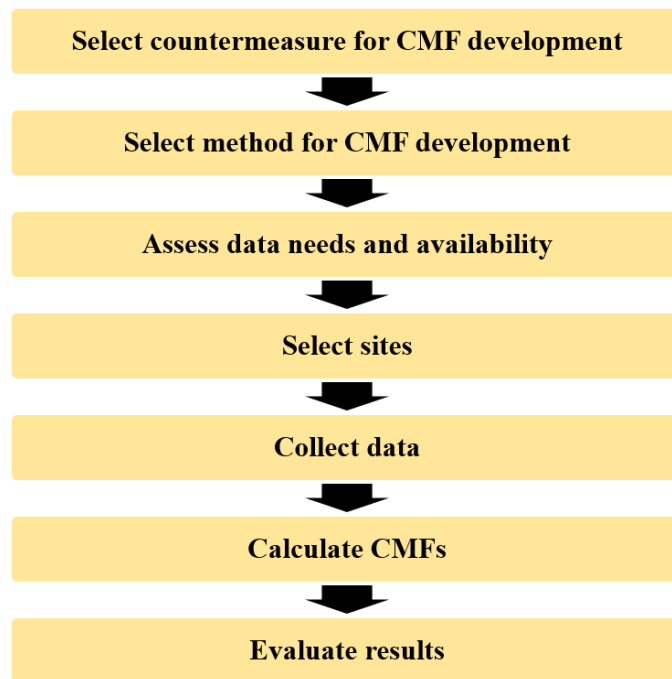 Select countermeasure for CMF development
Select method for CMF development
Assess data needs and availability
Select sites
Collect data
Calculate CMFs
Evaluate results